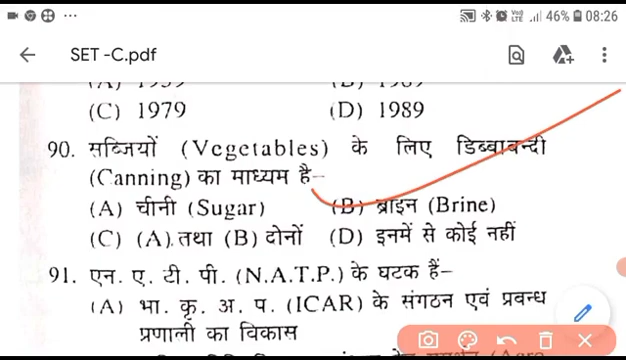 46% 08:26
SET -C.pdf
(C) 1979 (D) 1989
90. सब्जियों (Vegetables) के लिए डिब्बाबन्दी
(Canning) का माध्यम है–
(A) चीनी (Sugar) (B) ब्राइन (Brine)
(C) (A) तथा (B) दोनों (D) इनमें से कोई नहीं
91. एन. ए. टी. पी. (N.A.T.P.) के घटक हैं–
(A) भा. कृ. अ. प. (ICAR) के संगठन एवं प्रबन्ध
प्रणाली का विकास